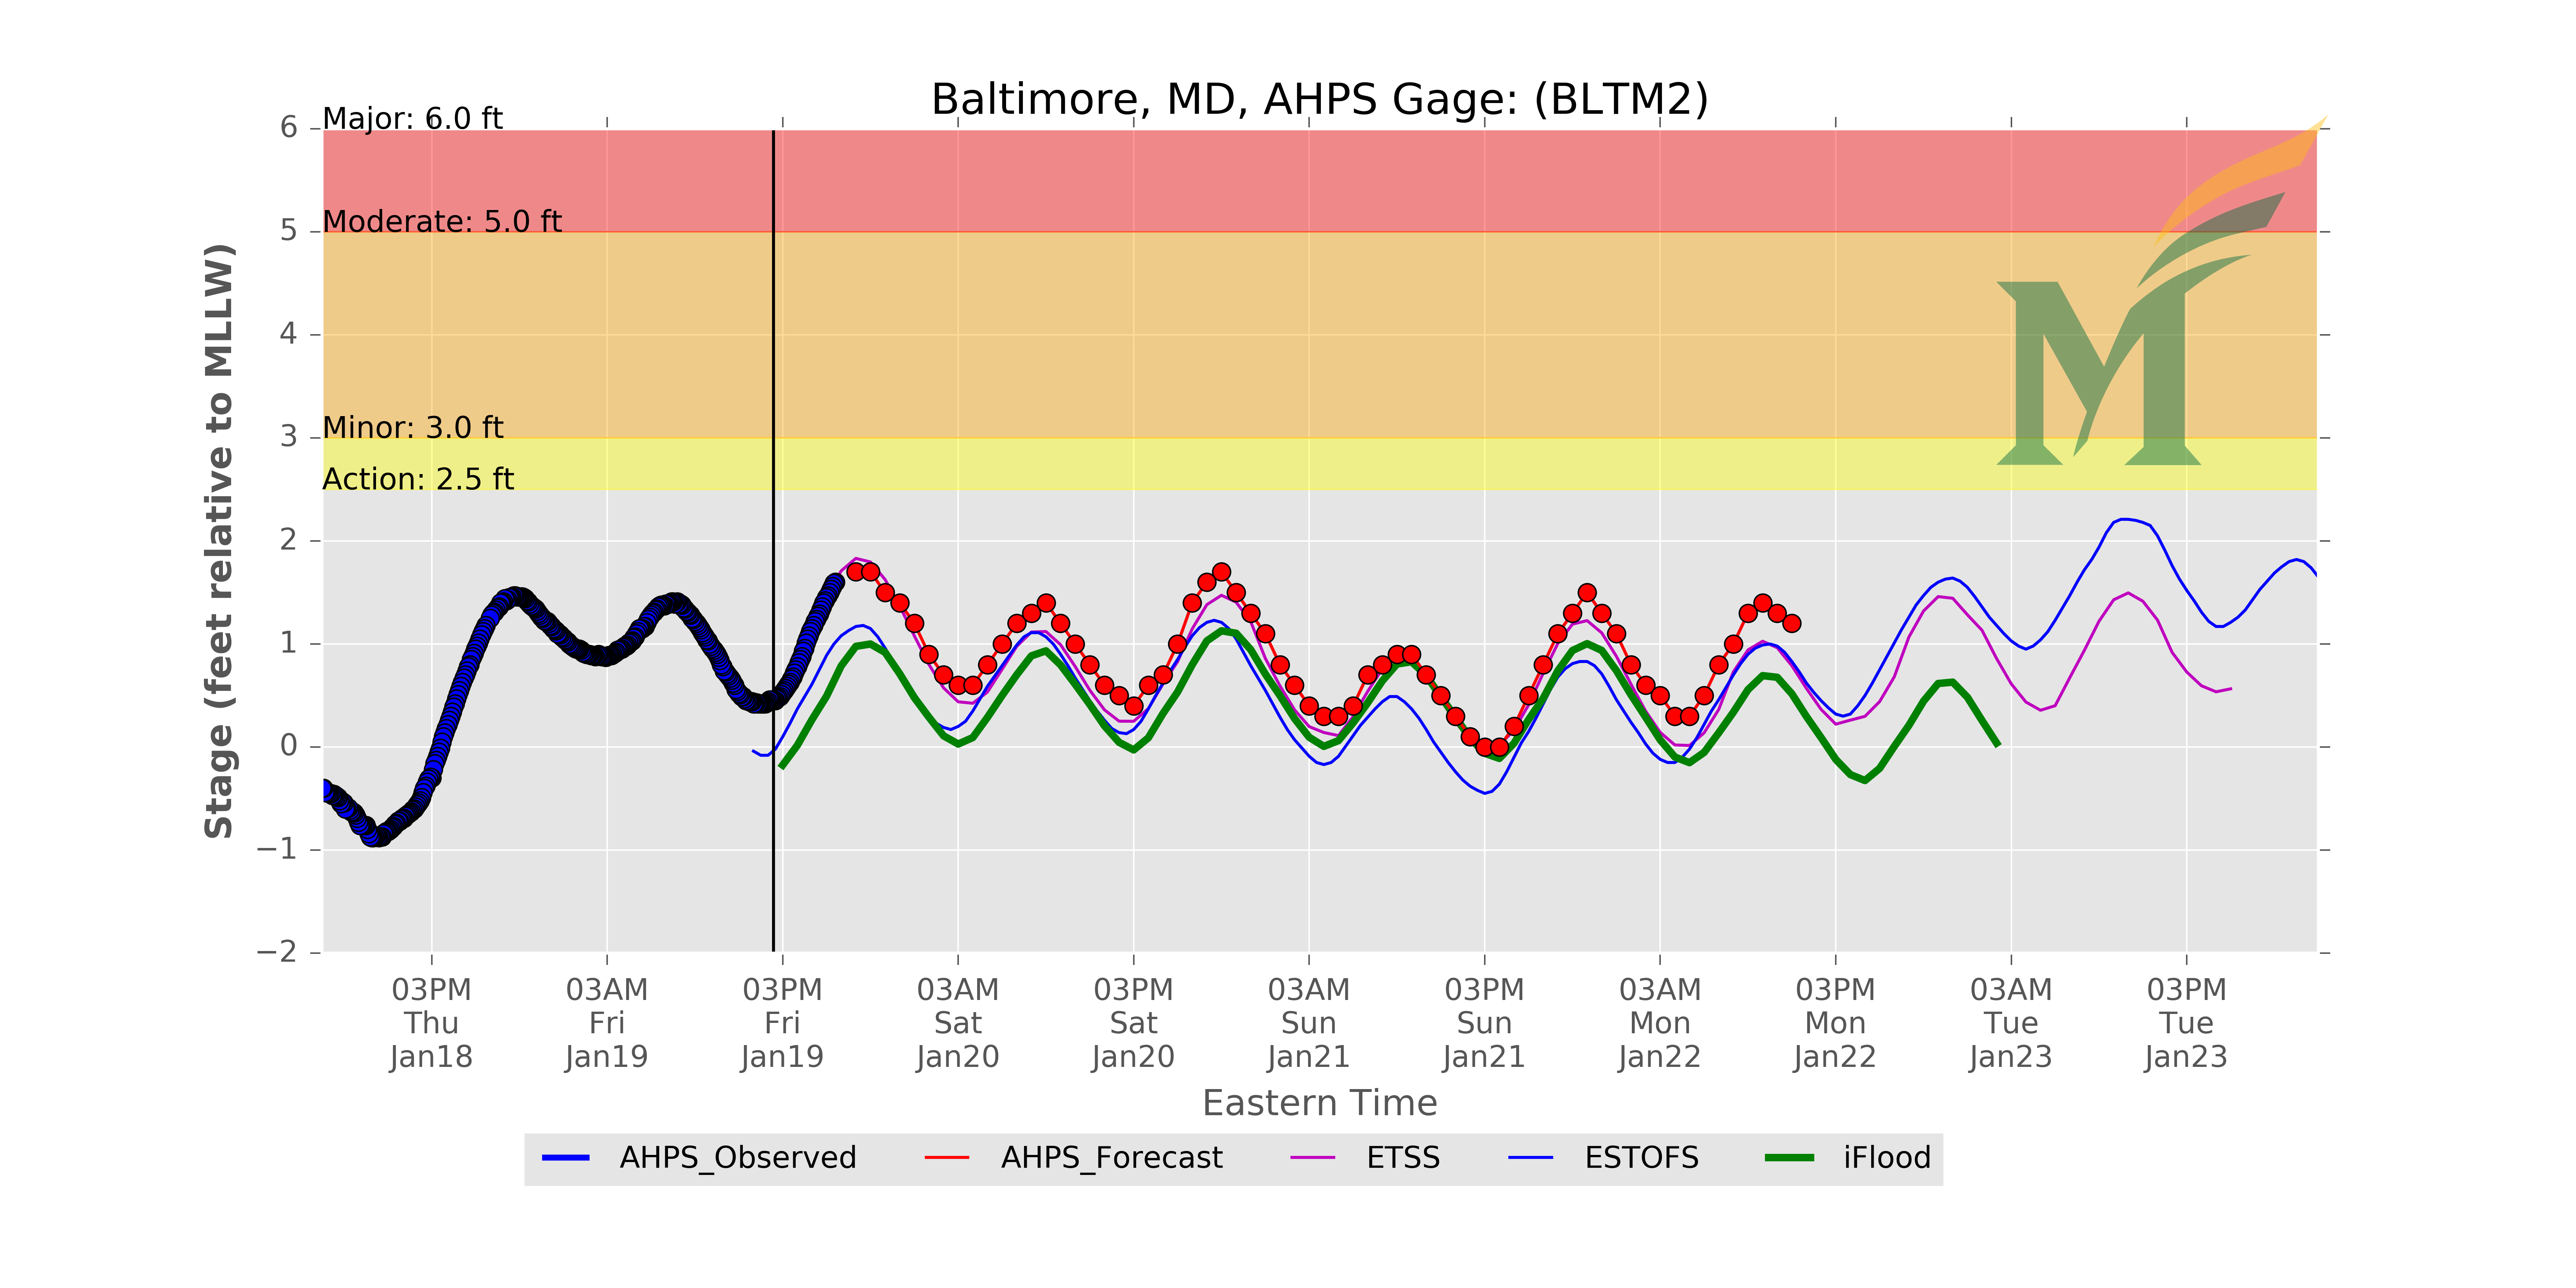 Baltimore, MD, AHPS Gage: (BLTM2)
Major: 6.0 ft
Moderate: 5.0 ft
Minor: 3.0 ft
Action: 2.5 ft
Stage (feet relative to MLLW)
6
5
4
3
2
1
0
−1
−2
03PM
Thu
Jan18
03AM
Fri
Jan19
03PM
Fri
Jan19
03AM
Sat
Jan20
03PM
Sat
Jan20
03AM
Sun
Jan21
03PM
Sun
Jan21
03AM
Mon
Jan22
03PM
Mon
Jan22
03AM
Tue
Jan23
03PM
Tue
Jan23
Eastern Time
AHPS_Observed
AHPS_Forecast
ETSS
ESTOFS
iFlood
M